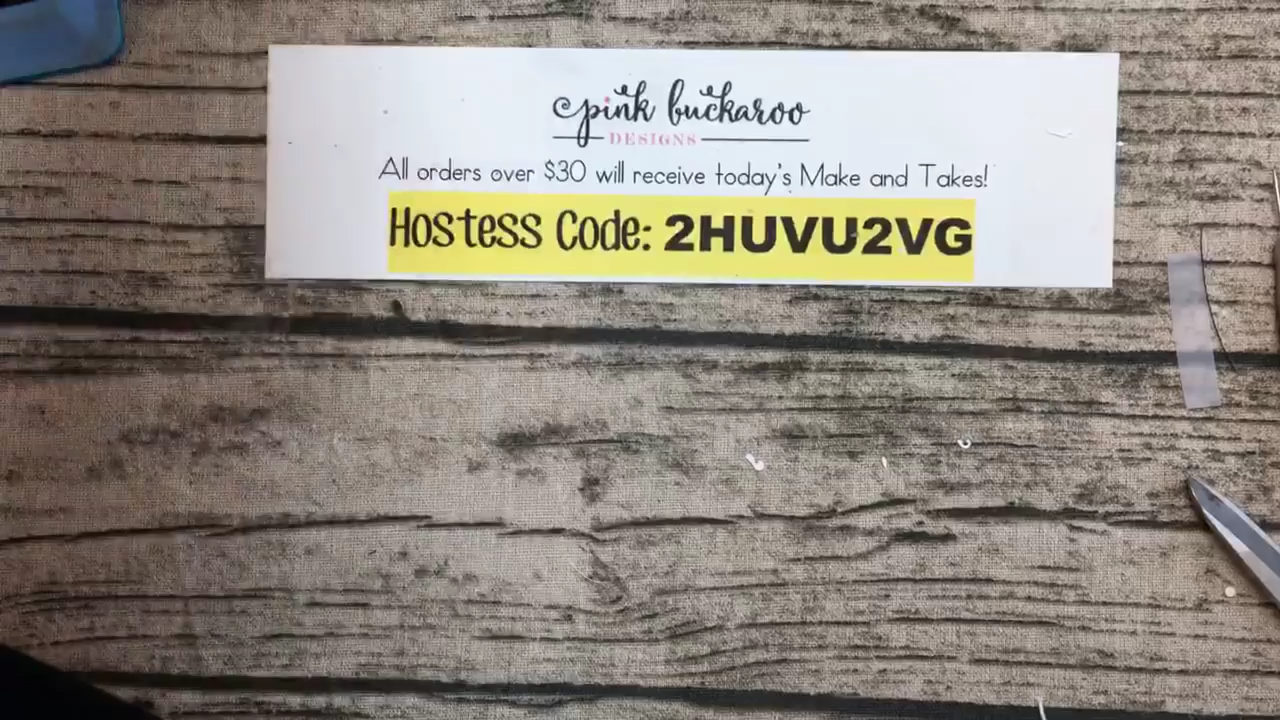 pink buckaroo
DESIGNS
All orders over $30 will receive today's Make and Takes!
Hostess Code: 2HUVU2VG